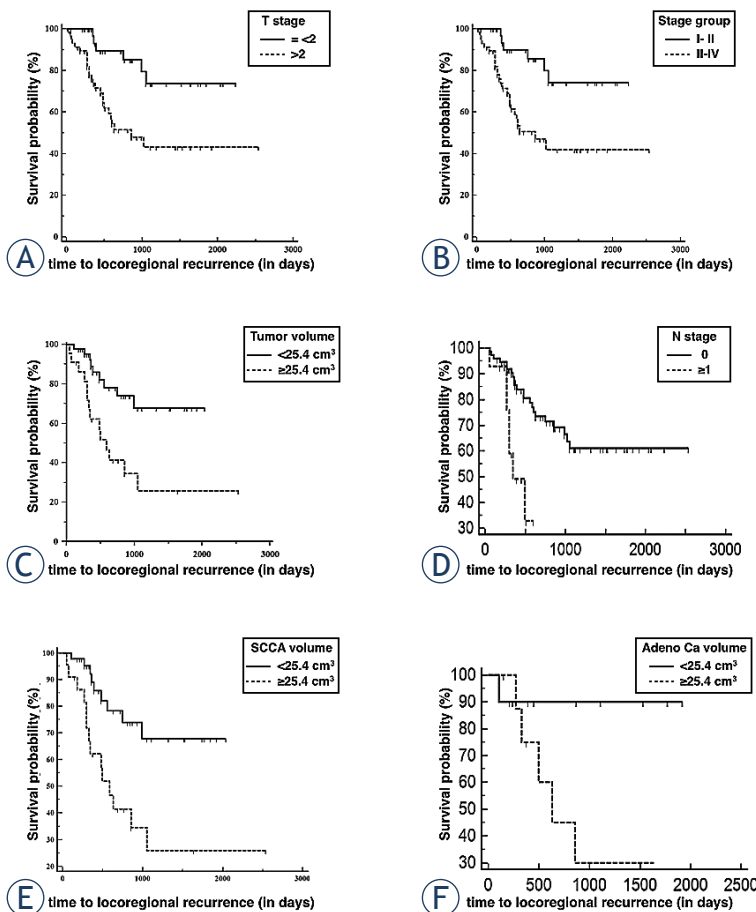 T stage
= <2
>2
Survival probability (%)
100
80
60
40
20
0
0 1000 2000 3000
A time to locoregional recurrence (in days)
Stage group
I- II
II-IV
Survival probability (%)
100
80
60
40
20
0
0 1000 2000 3000
B time to locoregional recurrence (in days)
Tumor volume
<25.4 cm³
≥25.4 cm³
Survival probability (%)
100
80
60
40
20
0
0 1000 2000 3000
C time to locoregional recurrence (in days)
N stage
0
≥1
Survival probability (%)
100
90
80
70
60
50
40
30
0 1000 2000 3000
D time to locoregional recurrence (in days)
SCCA volume
<25.4 cm³
≥25.4 cm³
Survival probability (%)
100
90
80
70
60
50
40
30
20
0 1000 2000 3000
E time to locoregional recurrence (in days)
Adeno Ca volume
<25.4 cm³
≥25.4 cm³
Survival probability (%)
100
90
80
70
60
50
40
30
0 500 1000 1500 2000 2500
F time to locoregional recurrence (in days)